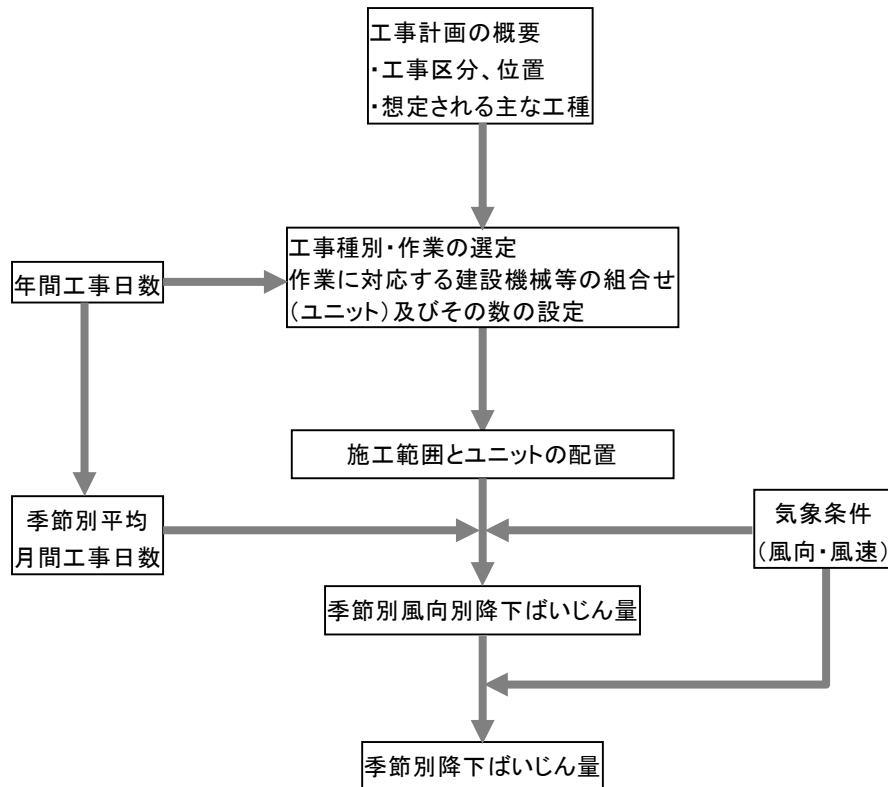 工事計画の概要
・工事区分、位置
・想定される主な工種
工事種別・作業の選定
作業に対応する建設機械等の組合せ
(ユニット)及びその数の設定
年間工事日数
施工範囲とユニットの配置
季節別平均
月間工事日数
気象条件
(風向・風速)
季節別風向別降下ばいじん量
季節別降下ばいじん量